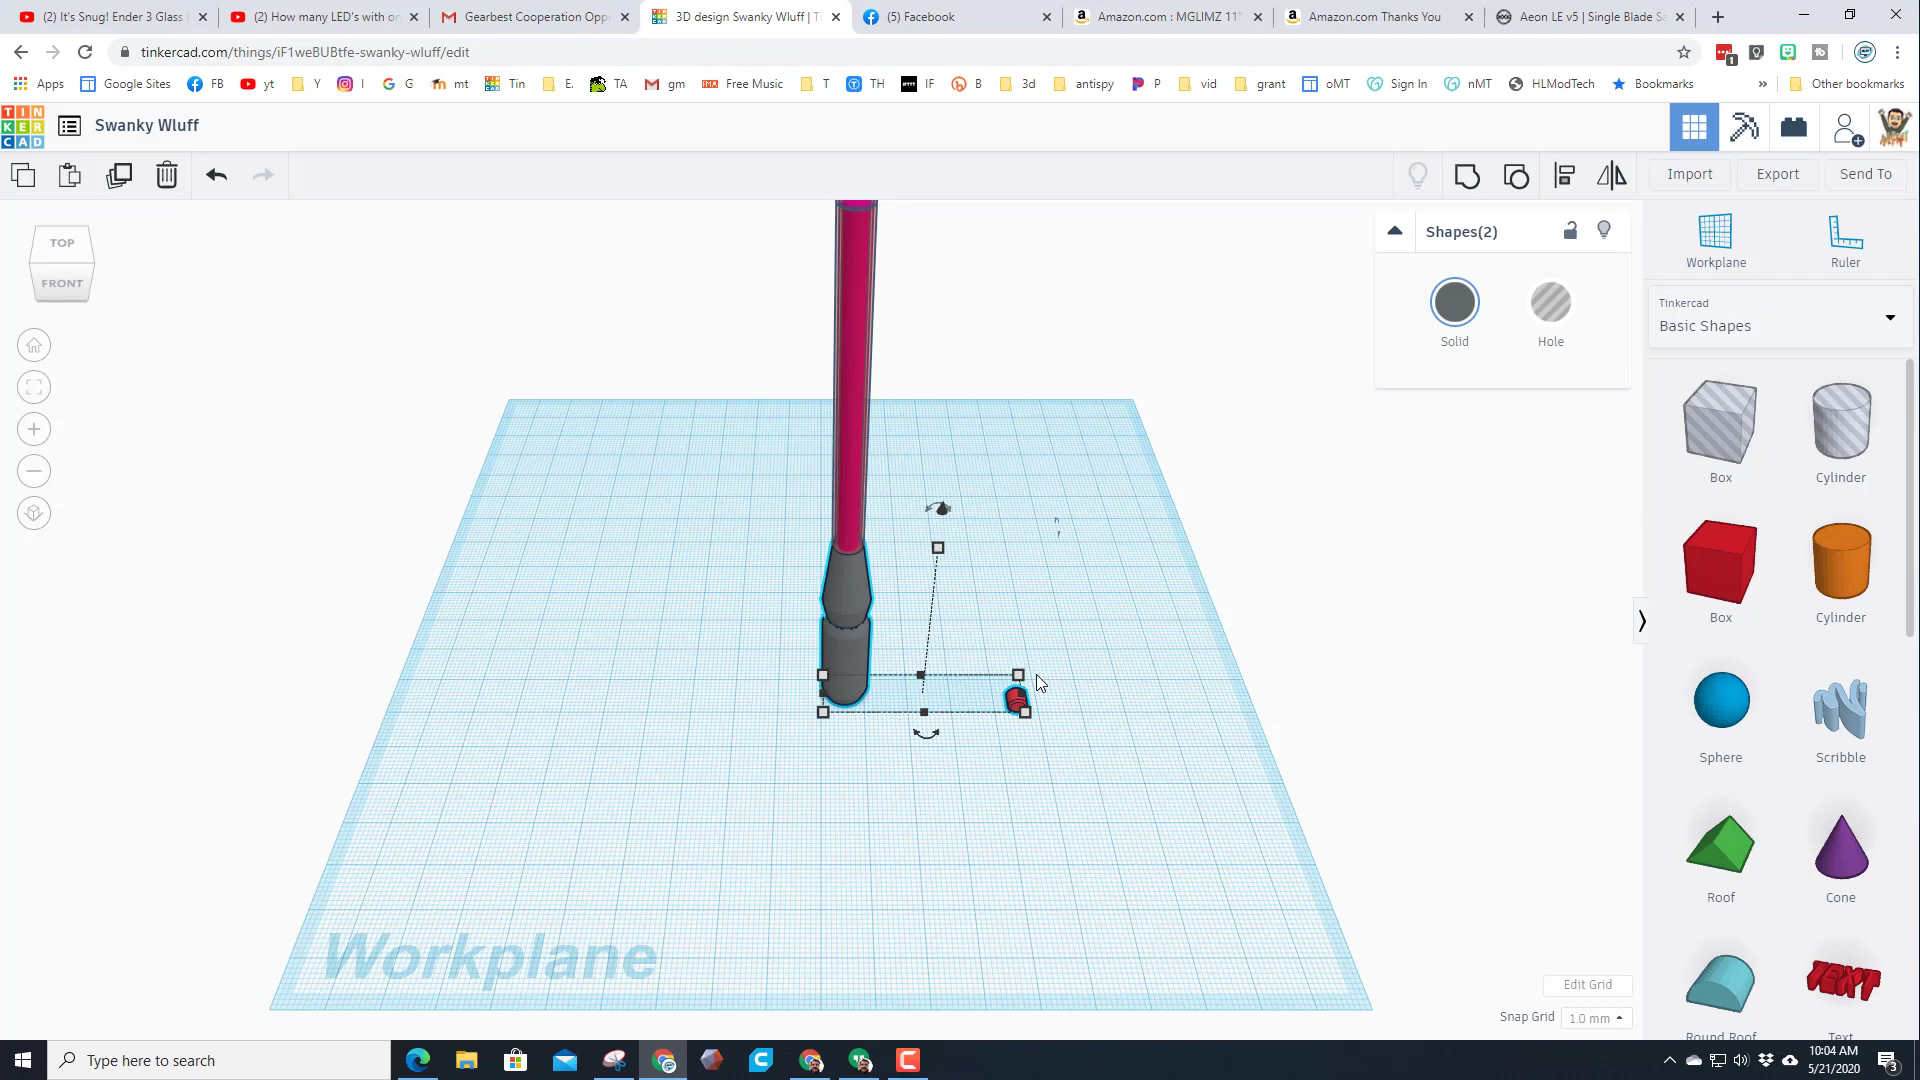 (2) It's Snug! Ender 3 Glass
(2) How many LED's with on
Gearbest Cooperation Opp
3D design Swanky Wluff | Ti
(5) Facebook
Amazon.com : MGLIMZ 11"
Amazon.com Thanks You
Aeon LE v5 | Single Blade Sa
tinkercad.com/things/iF1weBUBtfe-swanky-wluff/edit
1
Apps
Google Sites
FB
yt
Y
I
G
mt
Tin
E.
TA
gm
Free Music
T
TH
IF
B
3d
antispy
P
vid
grant
oMT
Sign In
nMT
HLModTech
Bookmarks
»
Other bookmarks
TIN
KER
CAD
Swanky Wluff
Import
Export
Send To
TOP
FRONT
Shapes(2)
Solid
Hole
Workplane
Ruler
Tinkercad
Basic Shapes
Box
Cylinder
Box
Cylinder
Sphere
Scribble
Roof
Cone
Round Roof
TEXT
Text
Workplane
Edit Grid
Snap Grid
1.0 mm
Type here to search
10:04 AM
5/21/2020
3